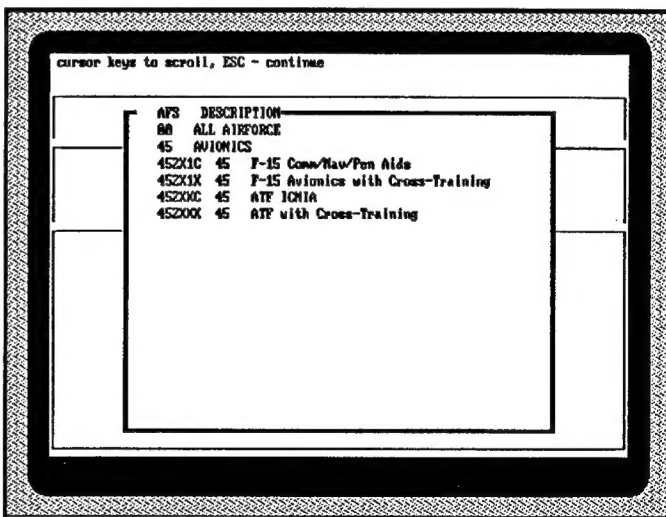 cursor keys to scroll, ESC - continue
AFS DESCRIPTION
00 ALL AIRFORCE
45 AVIONICS
452X1C 45 F-15 Comm/Nav/Pen Aids
452X1X 45 F-15 Avionics with Cross-Training
452XXC 45 ATF ICNIA
452XXX 45 ATF with Cross-Training